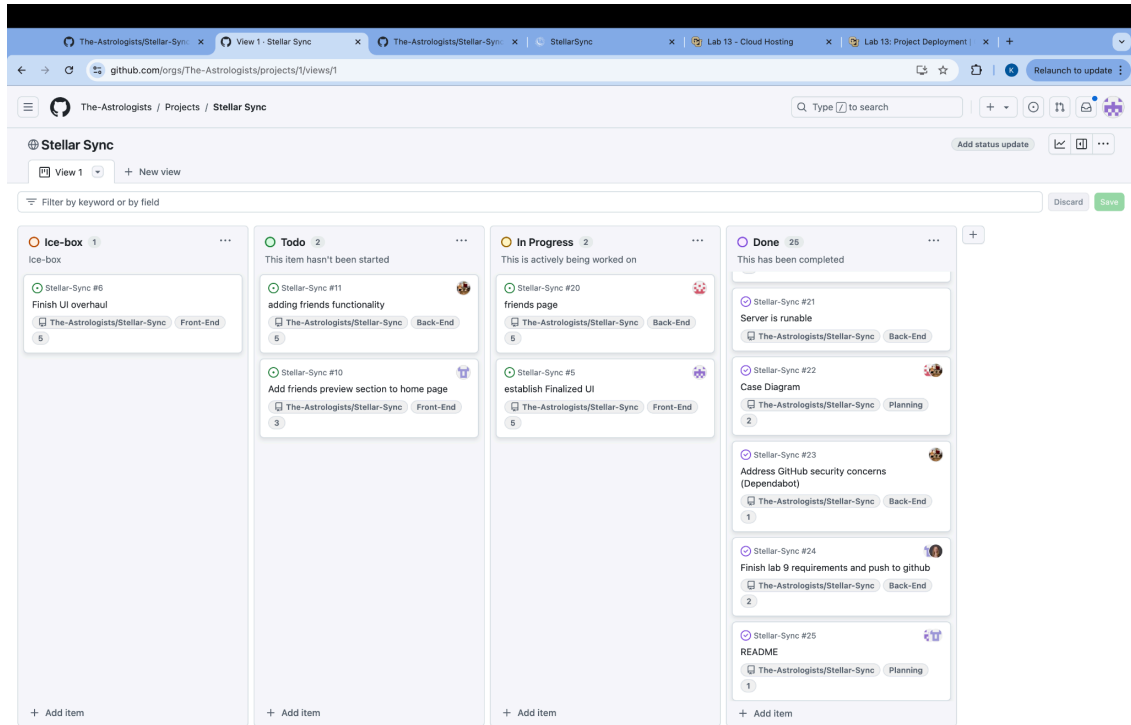 The-Astrologists/Stellar-Sync
View 1 · Stellar Sync
The-Astrologists/Stellar-Sync
StellarSync
Lab 13 - Cloud Hosting
Lab 13: Project Deployment |
github.com/orgs/The-Astrologists/projects/1/views/1
K
Relaunch to update
The-Astrologists / Projects / Stellar Sync
Type / to search
Stellar Sync
Add status update
View 1
New view
Filter by keyword or by field
Discard
Save
Ice-box 1
Ice-box
Stellar-Sync #6
Finish UI overhaul
The-Astrologists/Stellar-Sync Front-End
5
Add item
Todo 2
This item hasn't been started
Stellar-Sync #11
adding friends functionality
The-Astrologists/Stellar-Sync Back-End
5
Stellar-Sync #10
Add friends preview section to home page
The-Astrologists/Stellar-Sync Front-End
3
Add item
In Progress 2
This is actively being worked on
Stellar-Sync #20
friends page
The-Astrologists/Stellar-Sync Back-End
5
Stellar-Sync #5
establish Finalized UI
The-Astrologists/Stellar-Sync Front-End
5
Add item
Done 25
This has been completed
Stellar-Sync #21
Server is runable
The-Astrologists/Stellar-Sync Back-End
Stellar-Sync #22
Case Diagram
The-Astrologists/Stellar-Sync Planning
2
Stellar-Sync #23
Address GitHub security concerns
(Dependabot)
The-Astrologists/Stellar-Sync Back-End
1
Stellar-Sync #24
Finish lab 9 requirements and push to github
The-Astrologists/Stellar-Sync Back-End
2
Stellar-Sync #25
README
The-Astrologists/Stellar-Sync Planning
1
Add item